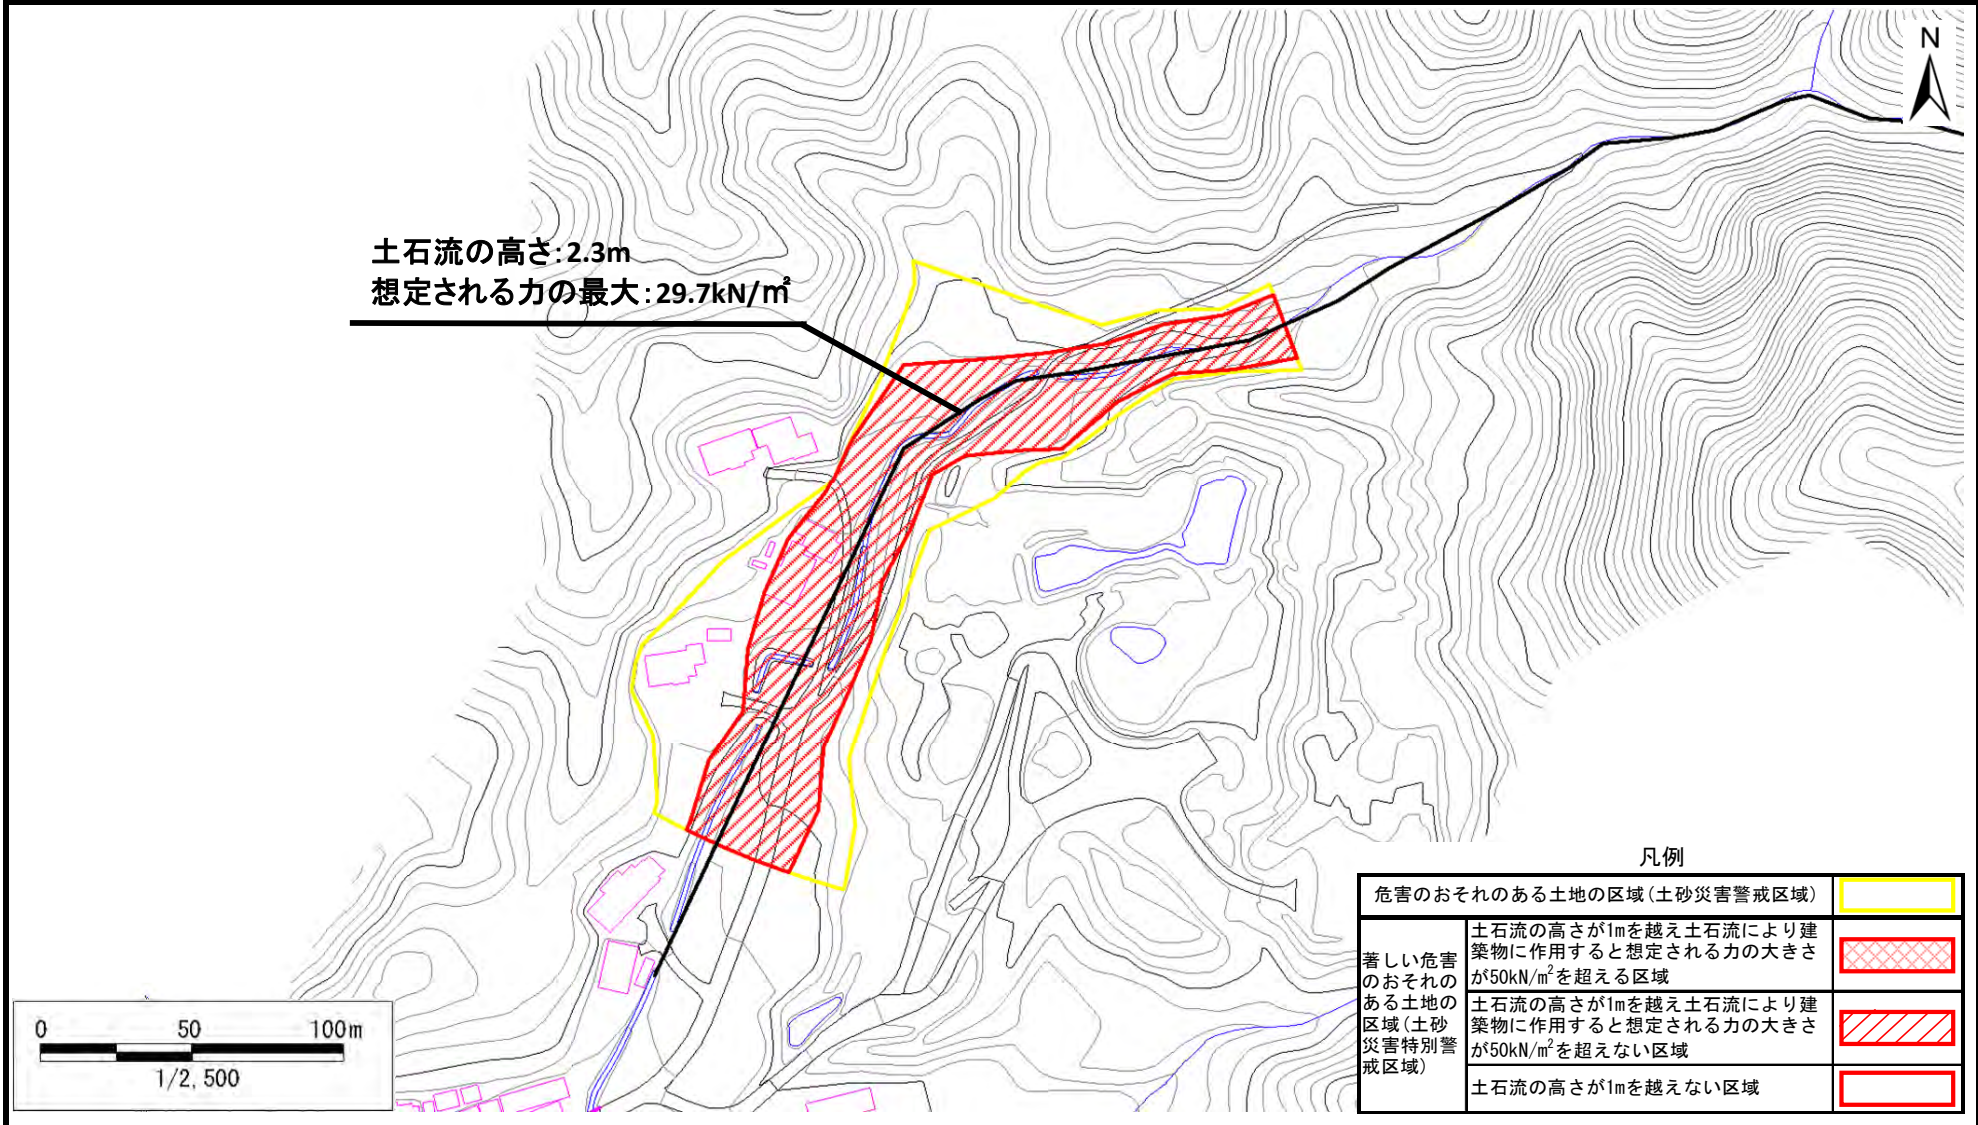 N
土石流の高さ:2.3m
想定される力の最大:29.7kN/㎡
凡例
危害のおそれのある土地の区域(土砂災害警戒区域)
著しい危害
のおそれの
ある土地の
区域(土砂
災害特別警
戒区域)
土石流の高さが1mを越え土石流により建
築物に作用すると想定される力の大きさ
が50kN/m²を超える区域
土石流の高さが1mを越え土石流により建
築物に作用すると想定される力の大きさ
が50kN/m²を超えない区域
土石流の高さが1mを越えない区域
0 50 100m
1/2,500